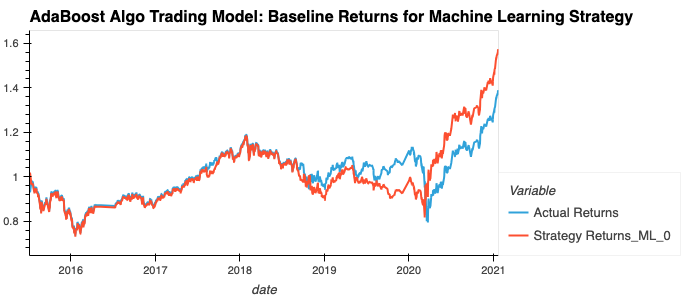 AdaBoost Algo Trading Model: Baseline Returns for Machine Learning Strategy
1.6
1.4
1.2
1
0.8
2016 2017 2018 2019 2020 2021
date
Variable
Actual Returns
Strategy Returns_ML_0